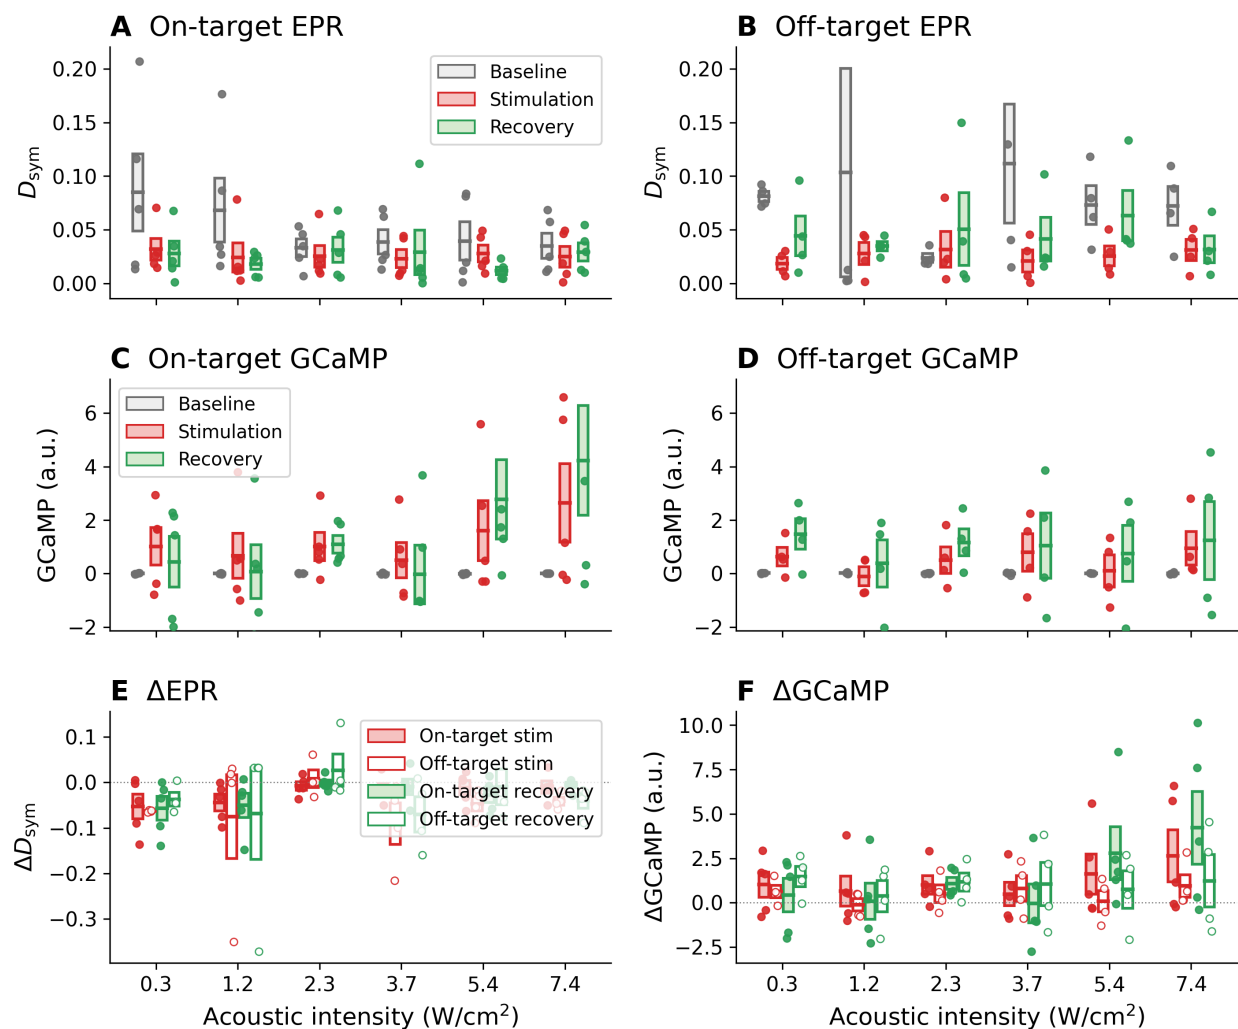 A On-target EPR
B Off-target EPR
0.20
0.15
0.10
0.05
0.00
D_sym
Baseline
Stimulation
Recovery
0.20
0.15
0.10
0.05
0.00
D_sym
C On-target GCaMP
D Off-target GCaMP
6
4
2
0
−2
GCaMP (a.u.)
Baseline
Stimulation
Recovery
6
4
2
0
−2
GCaMP (a.u.)
E ΔEPR
F ΔGCaMP
0.1
0.0
−0.1
−0.2
−0.3
ΔD_sym
On-target stim
Off-target stim
On-target recovery
Off-target recovery
0.3 1.2 2.3 3.7 5.4 7.4
Acoustic intensity (W/cm²)
10.0
7.5
5.0
2.5
0.0
−2.5
ΔGCaMP (a.u.)
0.3 1.2 2.3 3.7 5.4 7.4
Acoustic intensity (W/cm²)